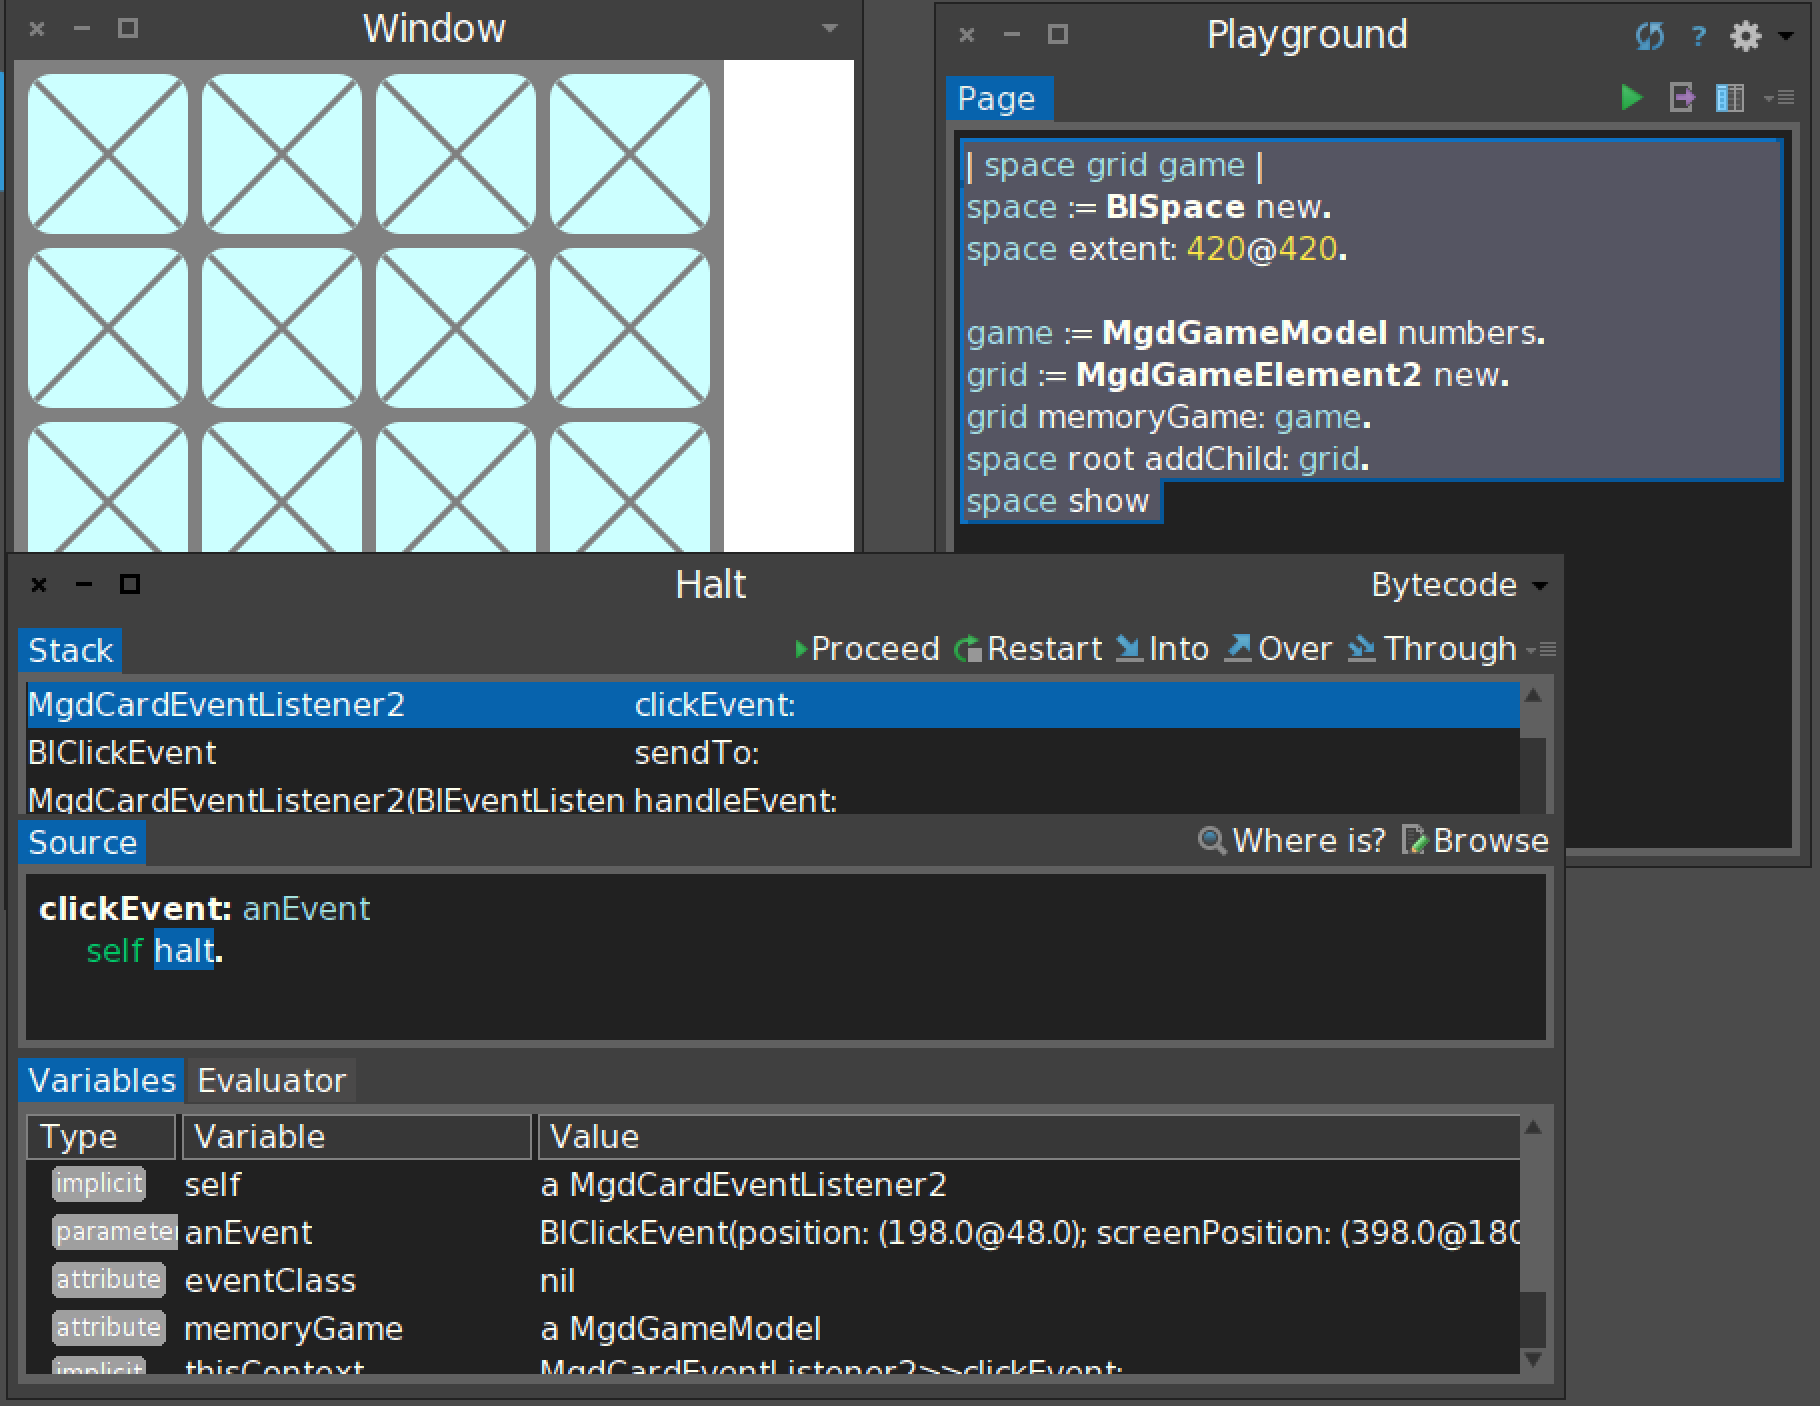 Window
Playground
?
Page
| space grid game |
space := BlSpace new.
space extent: 420@420.
game := MgdGameModel numbers.
grid := MgdGameElement2 new.
grid memoryGame: game.
space root addChild: grid.
space show
Halt
Bytecode
Stack
Proceed Restart Into Over Through
MgdCardEventListener2 clickEvent:
BlClickEvent sendTo:
MgdCardEventListener2(BlEventListen handleEvent:
Source
Where is? Browse
clickEvent: anEvent
self halt.
Variables Evaluator
Type Variable Value
implicit self a MgdCardEventListener2
parameter anEvent BlClickEvent(position: (198.0@48.0); screenPosition: (398.0@180
attribute eventClass nil
attribute memoryGame a MgdGameModel
implicit thisContext MgdCardEventListener2>>clickEvent: